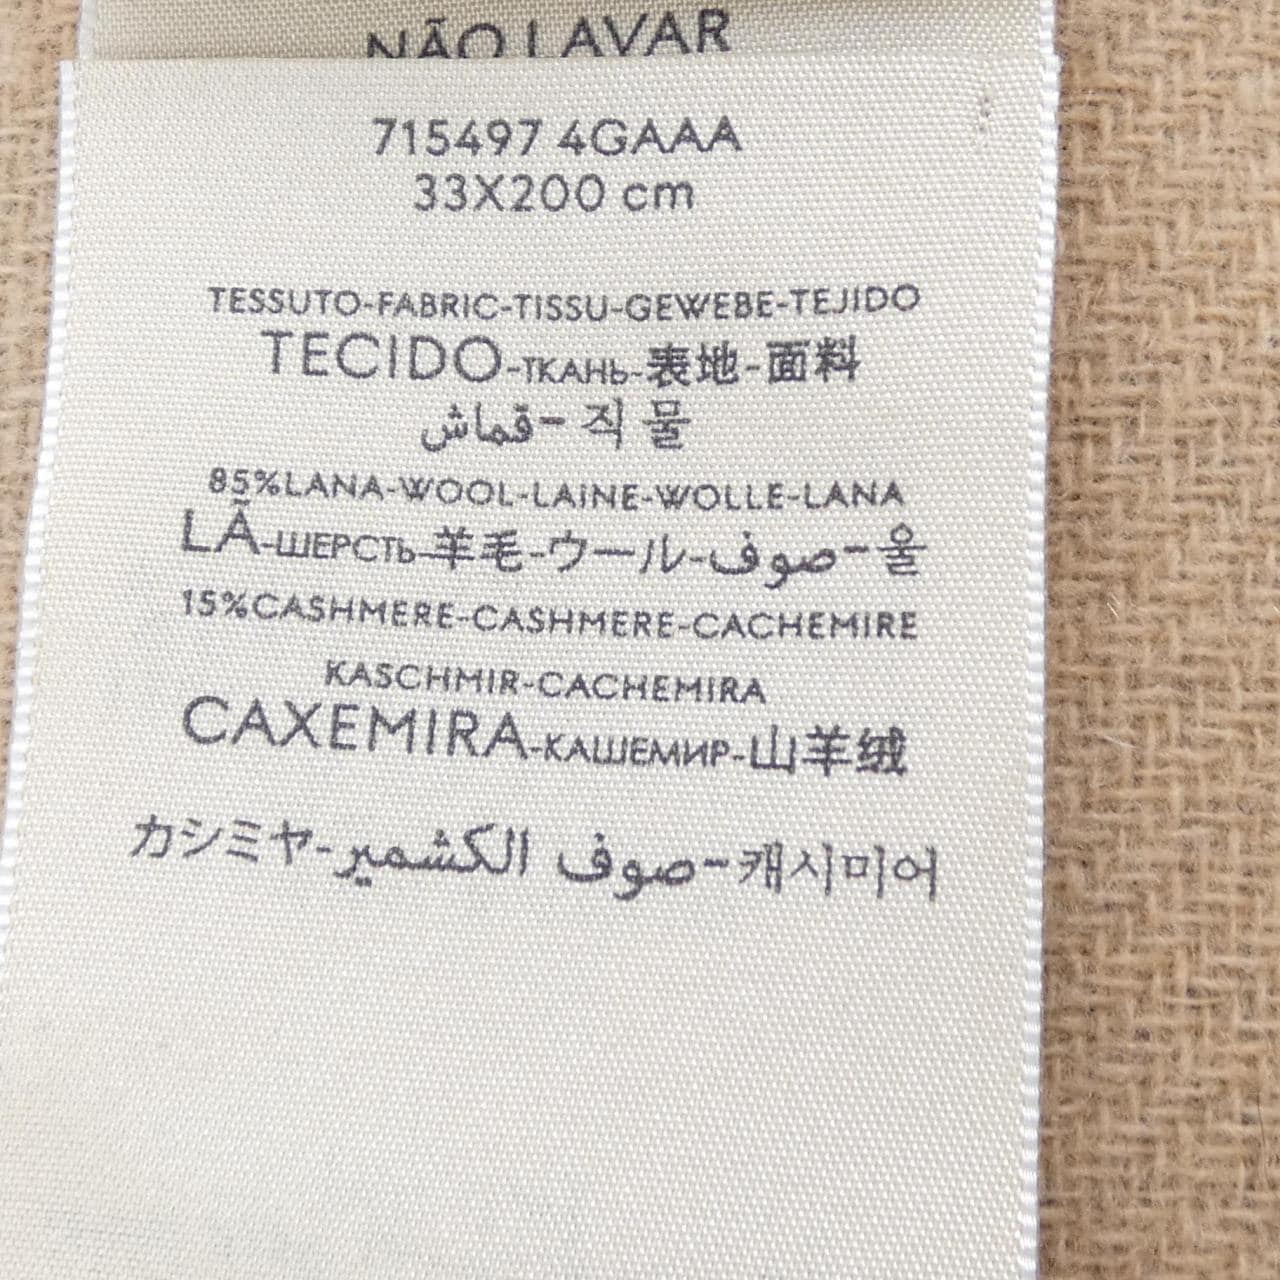 NÃO LAVAR
715497 4GAAA
33X200 cm
TESSUTO-FABRIC-TISSU-GEWEBE-TEJIDO
TECIDO-ТКАНЬ-表地-面料
قماش-직물
85%LANA-WOOL-LAINE-WOLLE-LANA
LÃ-ШЕРСТЬ-羊毛-ウール-صوف-울
15%CASHMERE-CASHMERE-CACHEMIRE
KASCHMIR-CACHEMIRA
CAXEMIRA-КАШЕМИР-山羊绒
カシミヤ-صوف الكشمير-캐시미어